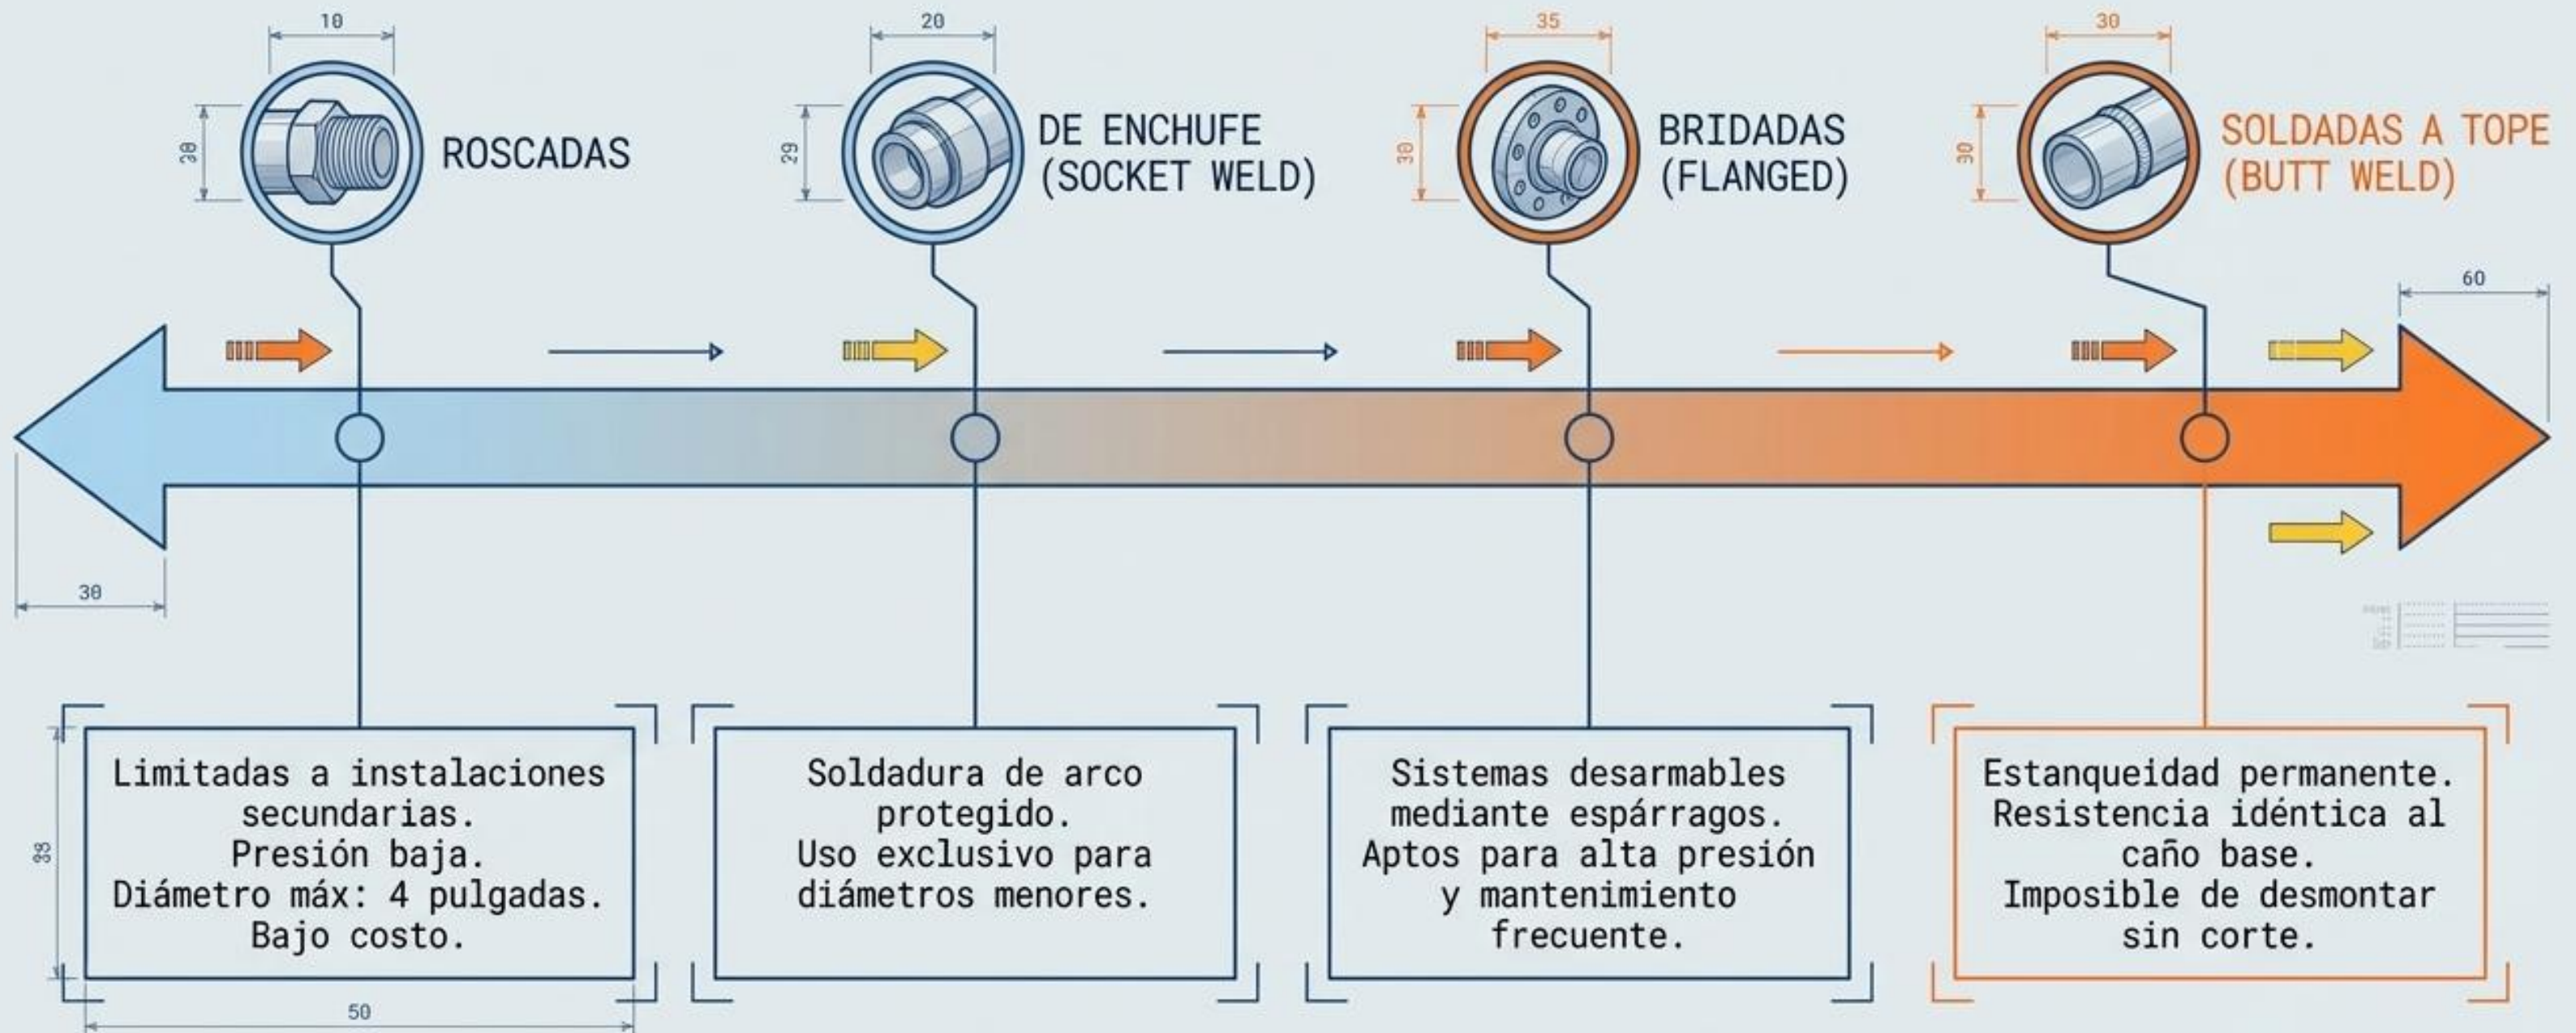 10
20
35
30
30
ROSCADAS
29
DE ENCHUFE
(SOCKET WELD)
30
BRIDADAS
(FLANGED)
30
SOLDADAS A TOPE
(BUTT WELD)
60
30
Limitadas a instalaciones
secundarias.
Presión baja.
Diámetro máx: 4 pulgadas.
Bajo costo.
50
Soldadura de arco
protegido.
Uso exclusivo para
diámetros menores.
Sistemas desarmables
mediante espárragos.
Aptos para alta presión
y mantenimiento
frecuente.
Estanqueidad permanente.
Resistencia idéntica al
caño base.
Imposible de desmontar
sin corte.